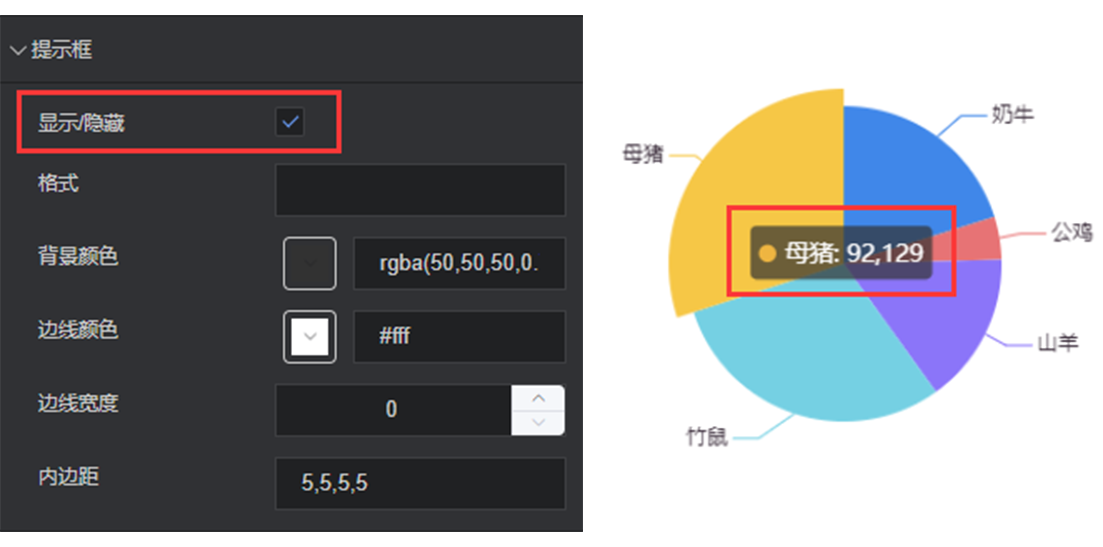 提示框
显示/隐藏
格式
背景颜色
rgba(50,50,50,0.
边线颜色
#fff
边线宽度
0
内边距
5,5,5,5
奶牛
母猪
公鸡
母猪: 92,129
山羊
竹鼠